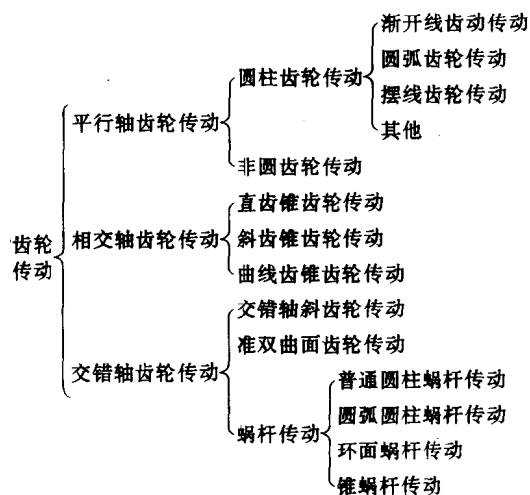 渐开线齿动传动
圆弧齿轮传动
圆柱齿轮传动
摆线齿轮传动
平行轴齿轮传动
其他
非圆齿轮传动
直齿锥齿轮传动
齿轮
传动
相交轴齿轮传动
斜齿锥齿轮传动
曲线齿锥齿轮传动
交错轴斜齿轮传动
准双曲面齿轮传动
交错轴齿轮传动
普通圆柱蜗杆传动
圆弧圆柱蜗杆传动
蜗杆传动
环面蜗杆传动
锥蜗杆传动